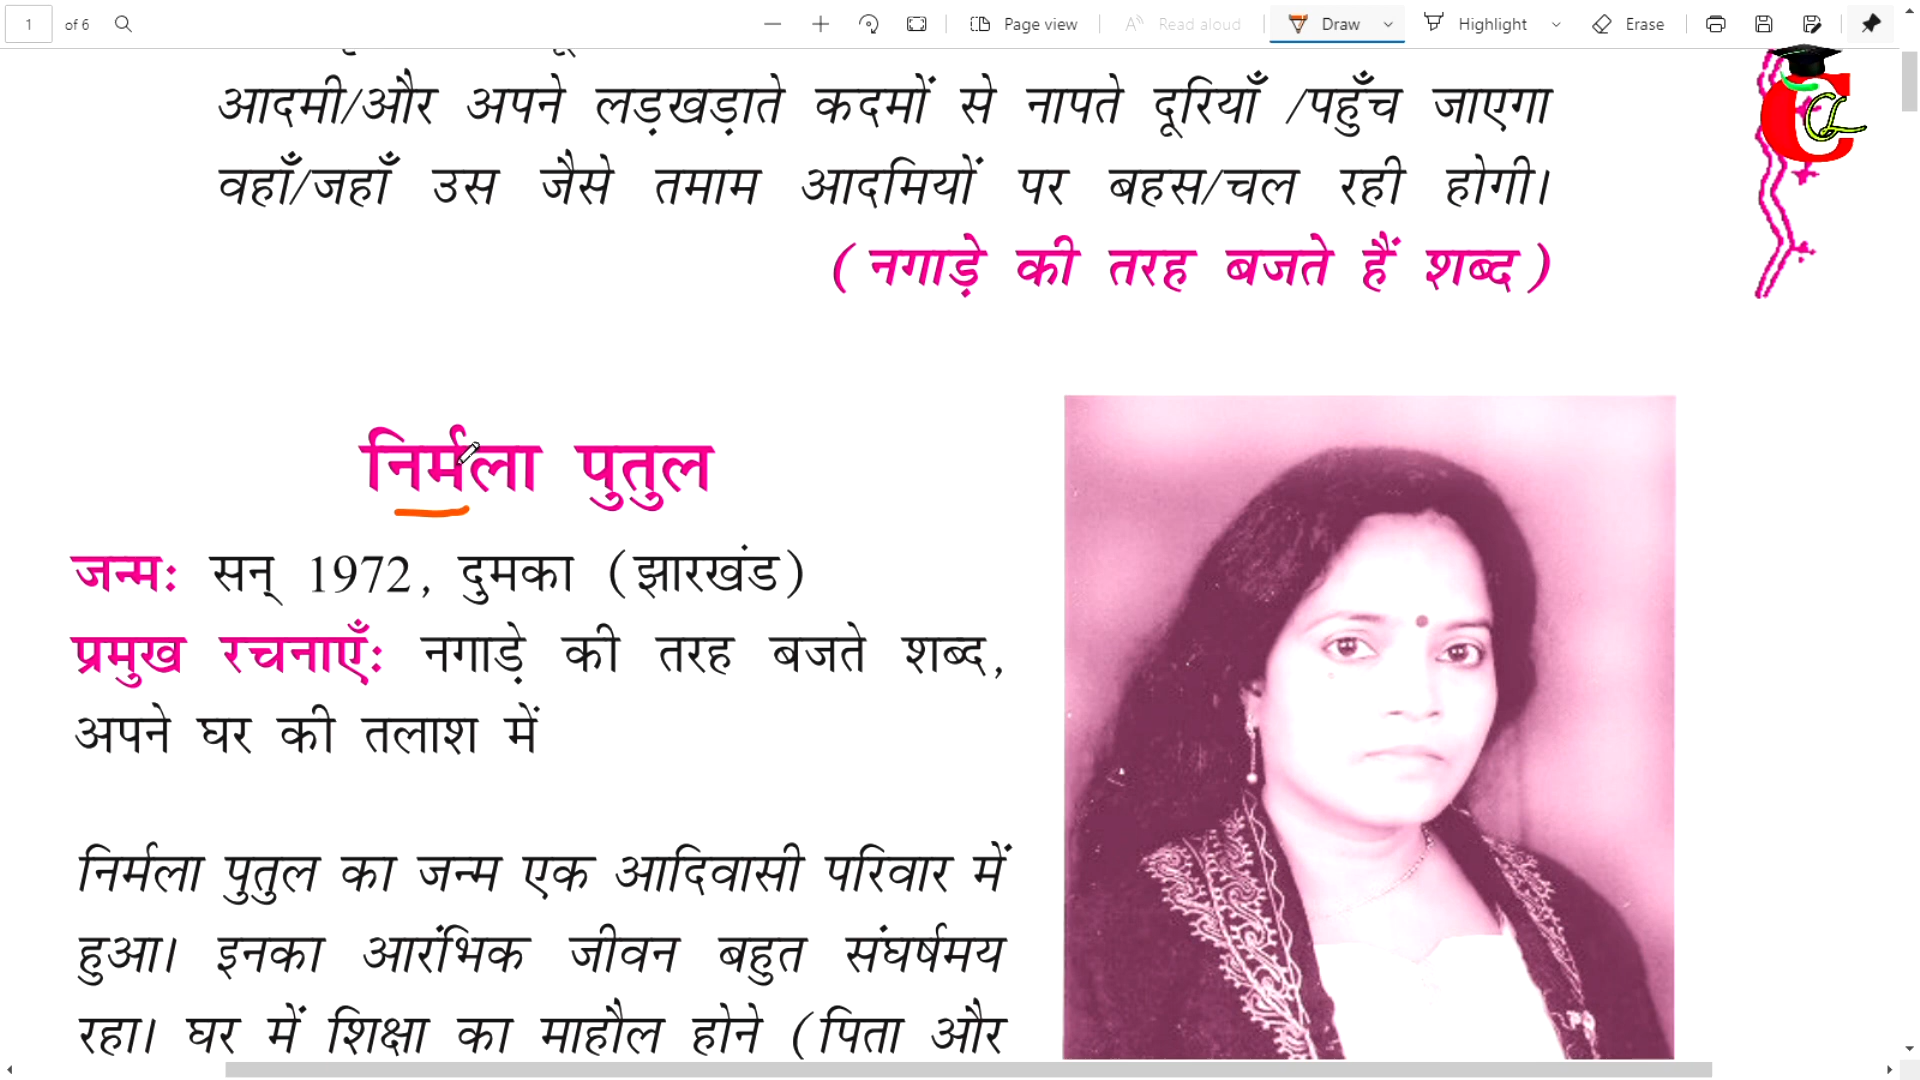 1 of 6 Page view Read aloud Draw Highlight Erase
आदमी/और अपने लड़खड़ाते कदमों से नापते दूरियाँ /पहुँच जाएगा
वहाँ/जहाँ उस जैसे तमाम आदमियों पर बहस/चल रही होगी।
(नगाड़े की तरह बजते हैं शब्द)
निर्मला पुतुल
जन्म: सन् 1972, दुमका (झारखंड)
प्रमुख रचनाएँ: नगाड़े की तरह बजते शब्द,
अपने घर की तलाश में
निर्मला पुतुल का जन्म एक आदिवासी परिवार में
हुआ। इनका आरंभिक जीवन बहुत संघर्षमय
रहा। घर में शिक्षा का माहौल होने (पिता और